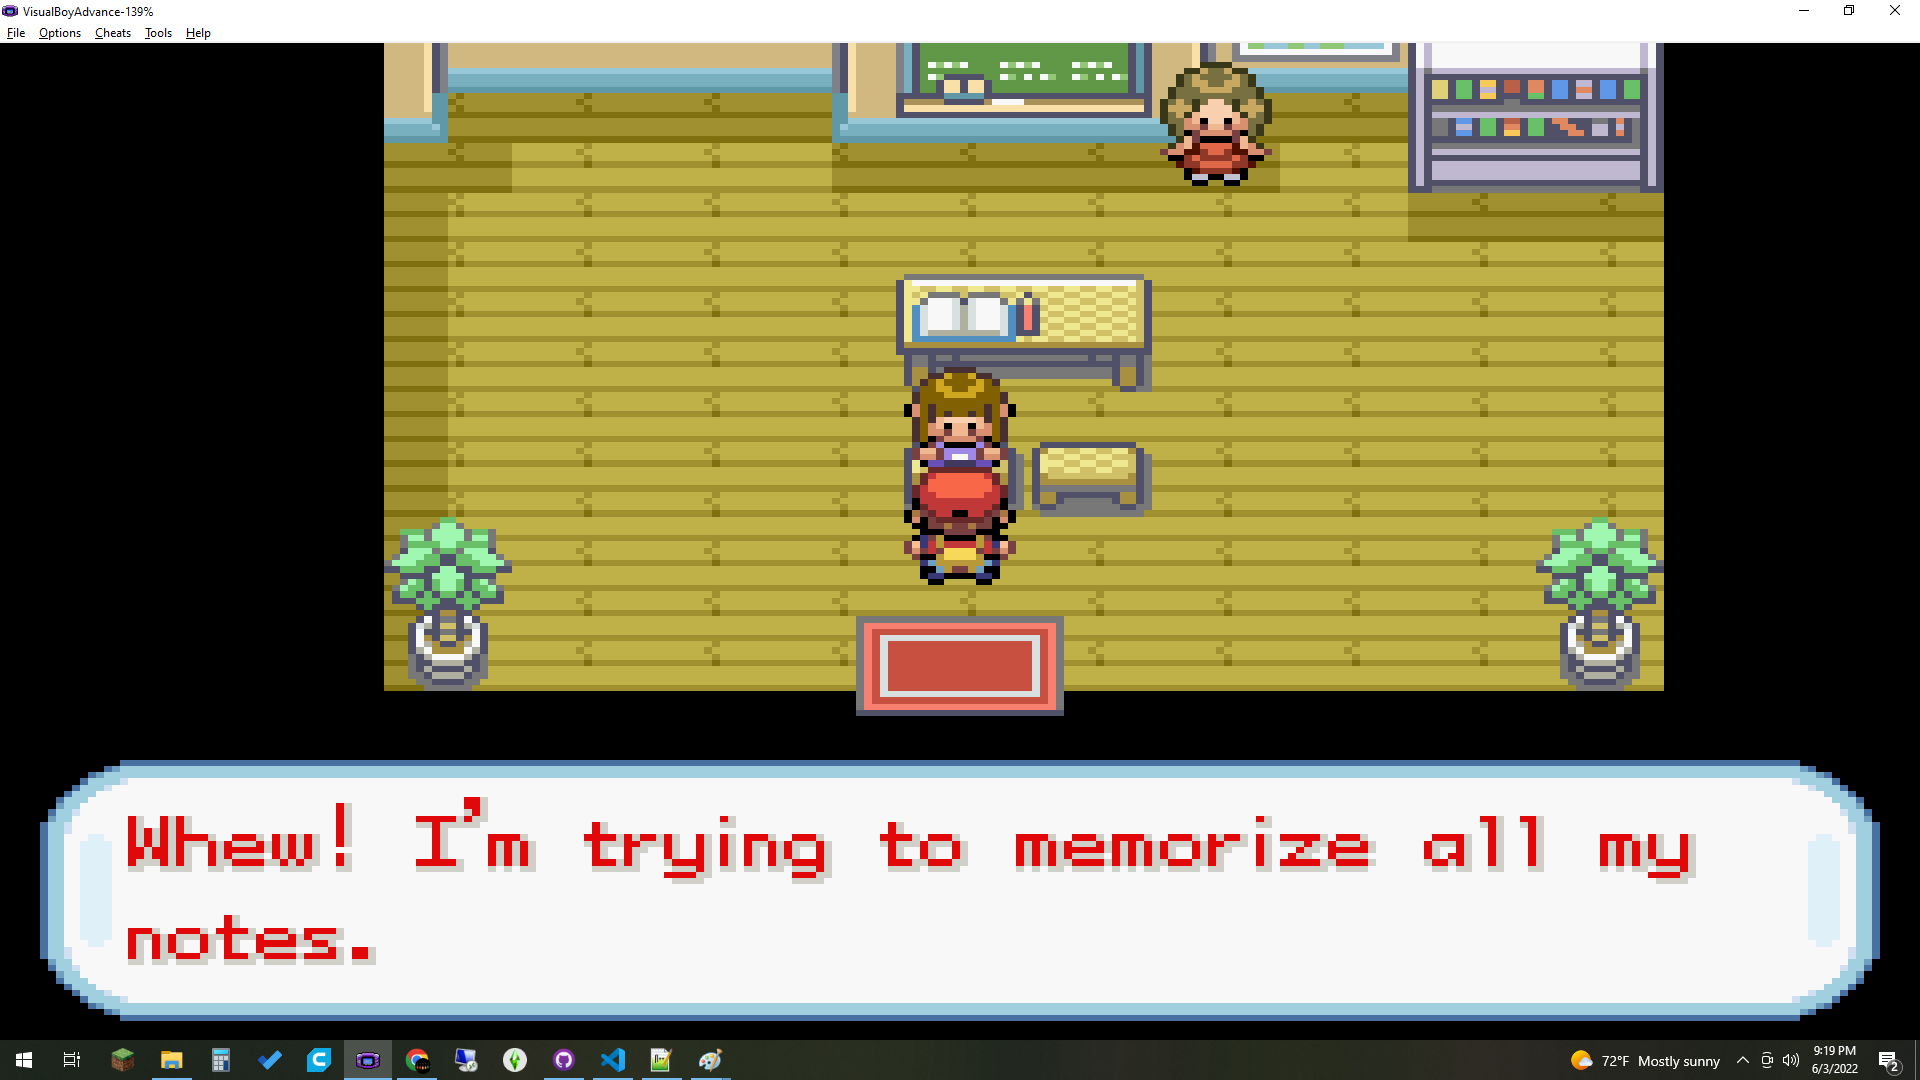 VisualBoyAdvance-139%
File Options Cheats Tools Help
Whew! I'm trying to memorize all my
notes.
72°F Mostly sunny
9:19 PM
6/3/2022
2